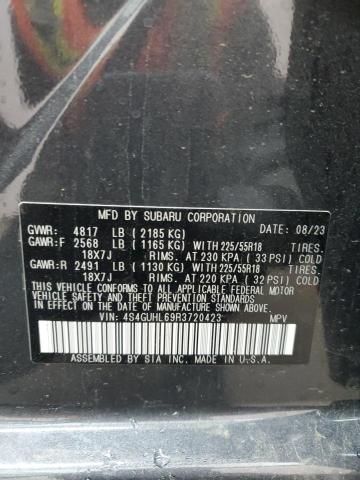 MFD BY SUBARU CORPORATION
GVWR: 4817 LB ( 2185 KG) DATE: 08/23
GAWR:F 2568 LB ( 1165 KG) WITH 225/55R18 TIRES.
18X7J RIMS. AT 230 KPA ( 33 PSI) COLD
GAWR:R 2491 LB ( 1130 KG) WITH 225/55R18 TIRES.
18X7J RIMS. AT 220 KPA ( 32 PSI) COLD
THIS VEHICLE CONFORMS TO ALL APPLICABLE FEDERAL MOTOR
VEHICLE SAFETY, BUMPER, AND THEFT PREVENTION
STANDARDS IN EFFECT ON THE DATE OF MANUFACTURE SHOWN ABOVE.
VIN: 4S4GUHL69R3720423 MPV
ASSEMBLED BY SIA INC. MADE IN U.S.A.